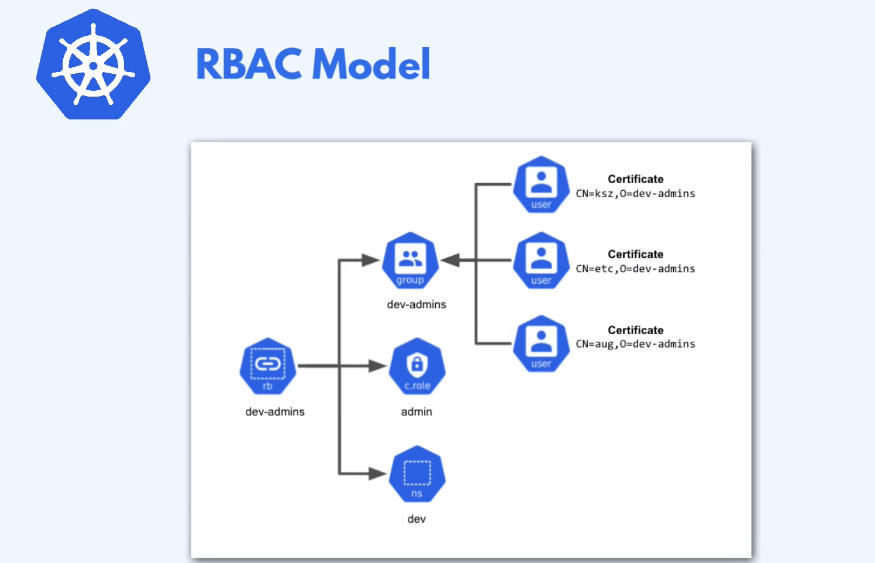 RBAC Model
user
Certificate
CN=ksz,O=dev-admins
group
dev-admins
user
Certificate
CN=etc,O=dev-admins
user
Certificate
CN=aug,O=dev-admins
rb
dev-admins
c.role
admin
ns
dev